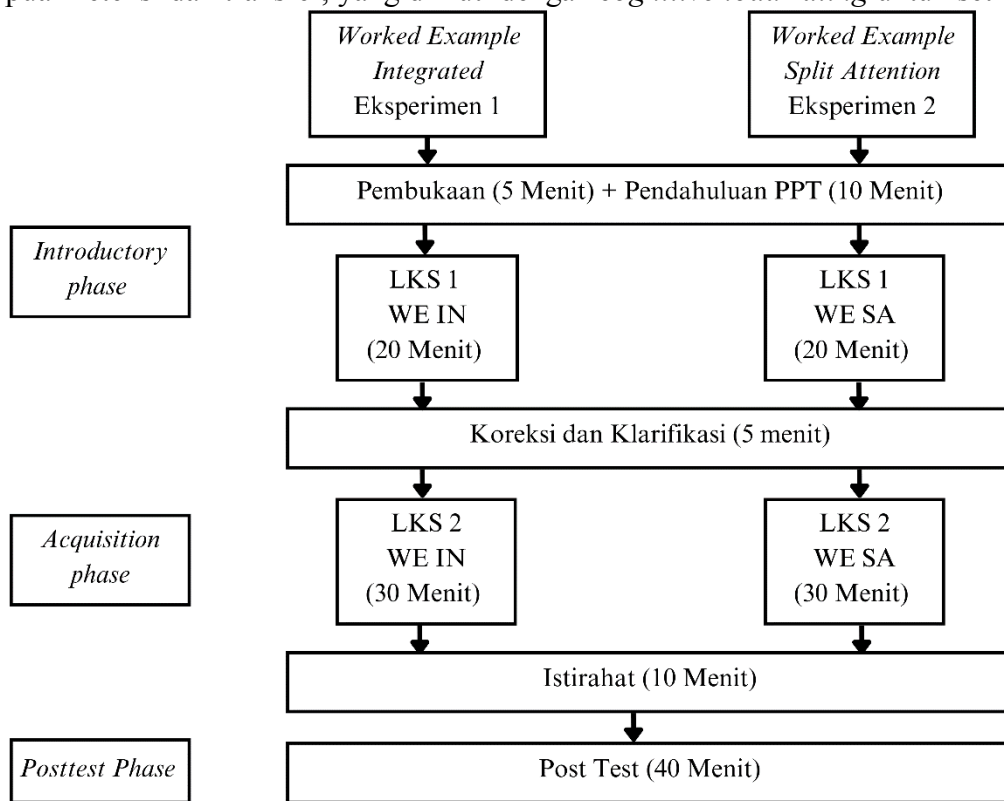 Worked Example
Integrated
Eksperimen 1
Worked Example
Split Attention
Eksperimen 2
Pembukaan (5 Menit) + Pendahuluan PPT (10 Menit)
Introductory
phase
LKS 1
WE IN
(20 Menit)
LKS 1
WE SA
(20 Menit)
Koreksi dan Klarifikasi (5 menit)
Acquisition
phase
LKS 2
WE IN
(30 Menit)
LKS 2
WE SA
(30 Menit)
Istirahat (10 Menit)
Posttest Phase
Post Test (40 Menit)